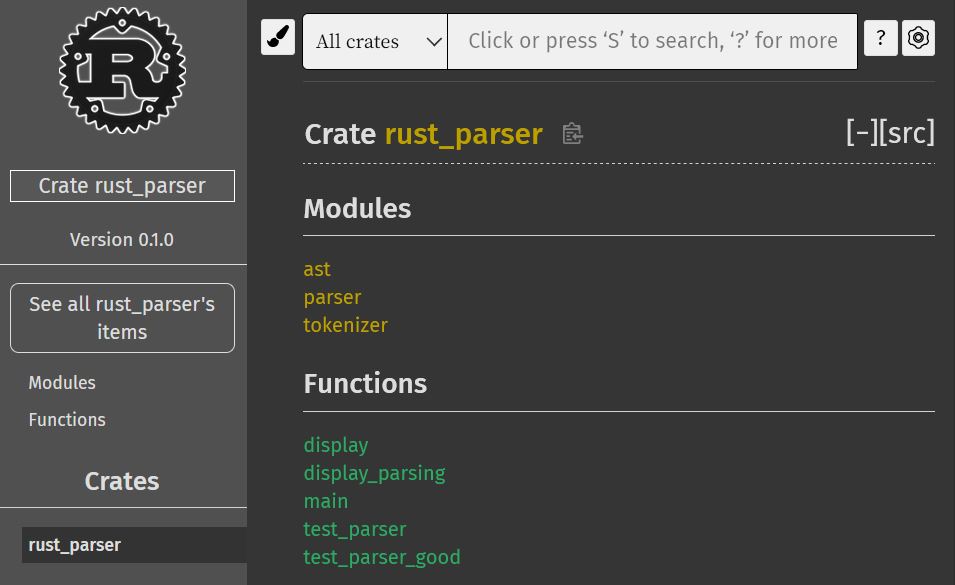 R
Crate rust_parser
Version 0.1.0
See all rust_parser's
items
Modules
Functions
Crates
rust_parser
All crates
Click or press ‘S’ to search, ‘?’ for more
?
Crate rust_parser
[-][src]
Modules
ast
parser
tokenizer
Functions
display
display_parsing
main
test_parser
test_parser_good